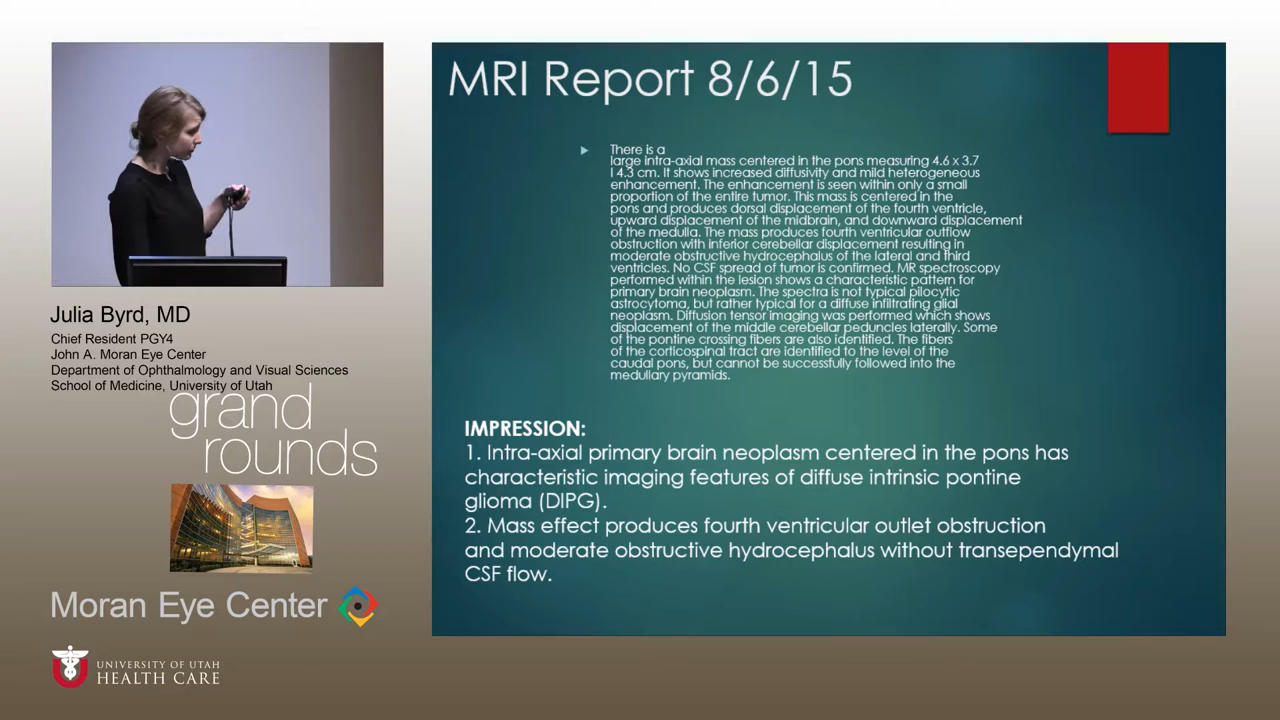 MRI Report 8/6/15
There is a
large intra-axial mass centered in the pons measuring 4.6 x 3.7
l 4.3 cm. It shows increased diffusivity and mild heterogeneous
enhancement. The enhancement is seen within only a small
proportion of the entire tumor. This mass is centered in the
pons and produces dorsal displacement of the fourth ventricle,
upward displacement of the midbrain, and downward displacement
of the medulla. The mass produces fourth ventricular outflow
obstruction with inferior cerebellar displacement resulting in
moderate obstructive hydrocephalus of the lateral and third
ventricles. No CSF spread of tumor is confirmed. MR spectroscopy
performed within the lesion shows a characteristic pattern for
primary brain neoplasm. The spectra is not typical pilocytic
astrocytoma, but rather typical for a diffuse infiltrating glial
neoplasm. Diffusion tensor imaging was performed which shows
displacement of the middle cerebellar peduncles laterally. Some
of the pontine crossing fibers are also identified. The fibers
of the corticospinal tract are identified to the level of the
caudal pons, but cannot be successfully followed into the
medullary pyramids.
IMPRESSION:
1. Intra-axial primary brain neoplasm centered in the pons has
characteristic imaging features of diffuse intrinsic pontine
glioma (DIPG).
2. Mass effect produces fourth ventricular outlet obstruction
and moderate obstructive hydrocephalus without transependymal
CSF flow.
Julia Byrd, MD
Chief Resident PGY4
John A. Moran Eye Center
Department of Ophthalmology and Visual Sciences
School of Medicine, University of Utah
grand
rounds
Moran Eye Center
UNIVERSITY OF UTAH
HEALTH CARE